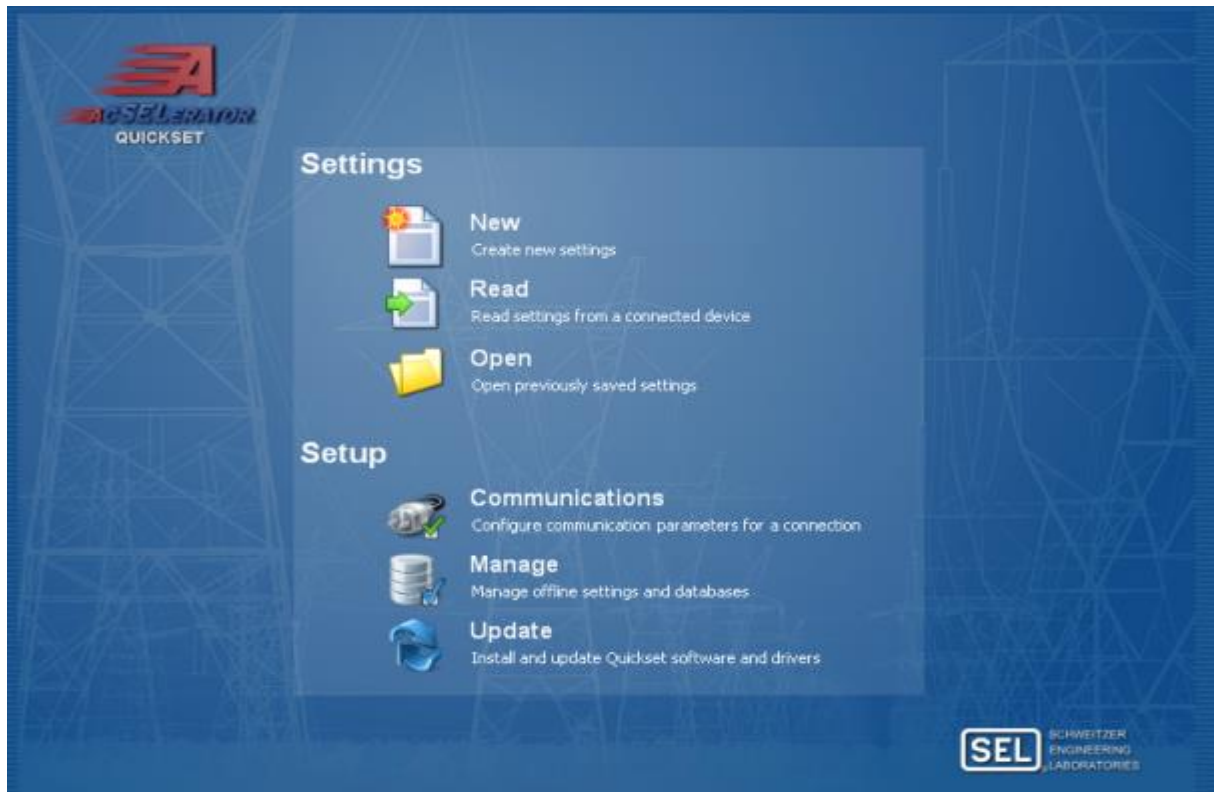 ACSELERATOR
QUICKSET
Settings
New
Create new settings
Read
Read settings from a connected device
Open
Open previously saved settings
Setup
Communications
Configure communication parameters for a connection
Manage
Manage offline settings and databases
Update
Install and update Quickset software and drivers
SEL
SCHWEITZER
ENGINEERING
LABORATORIES